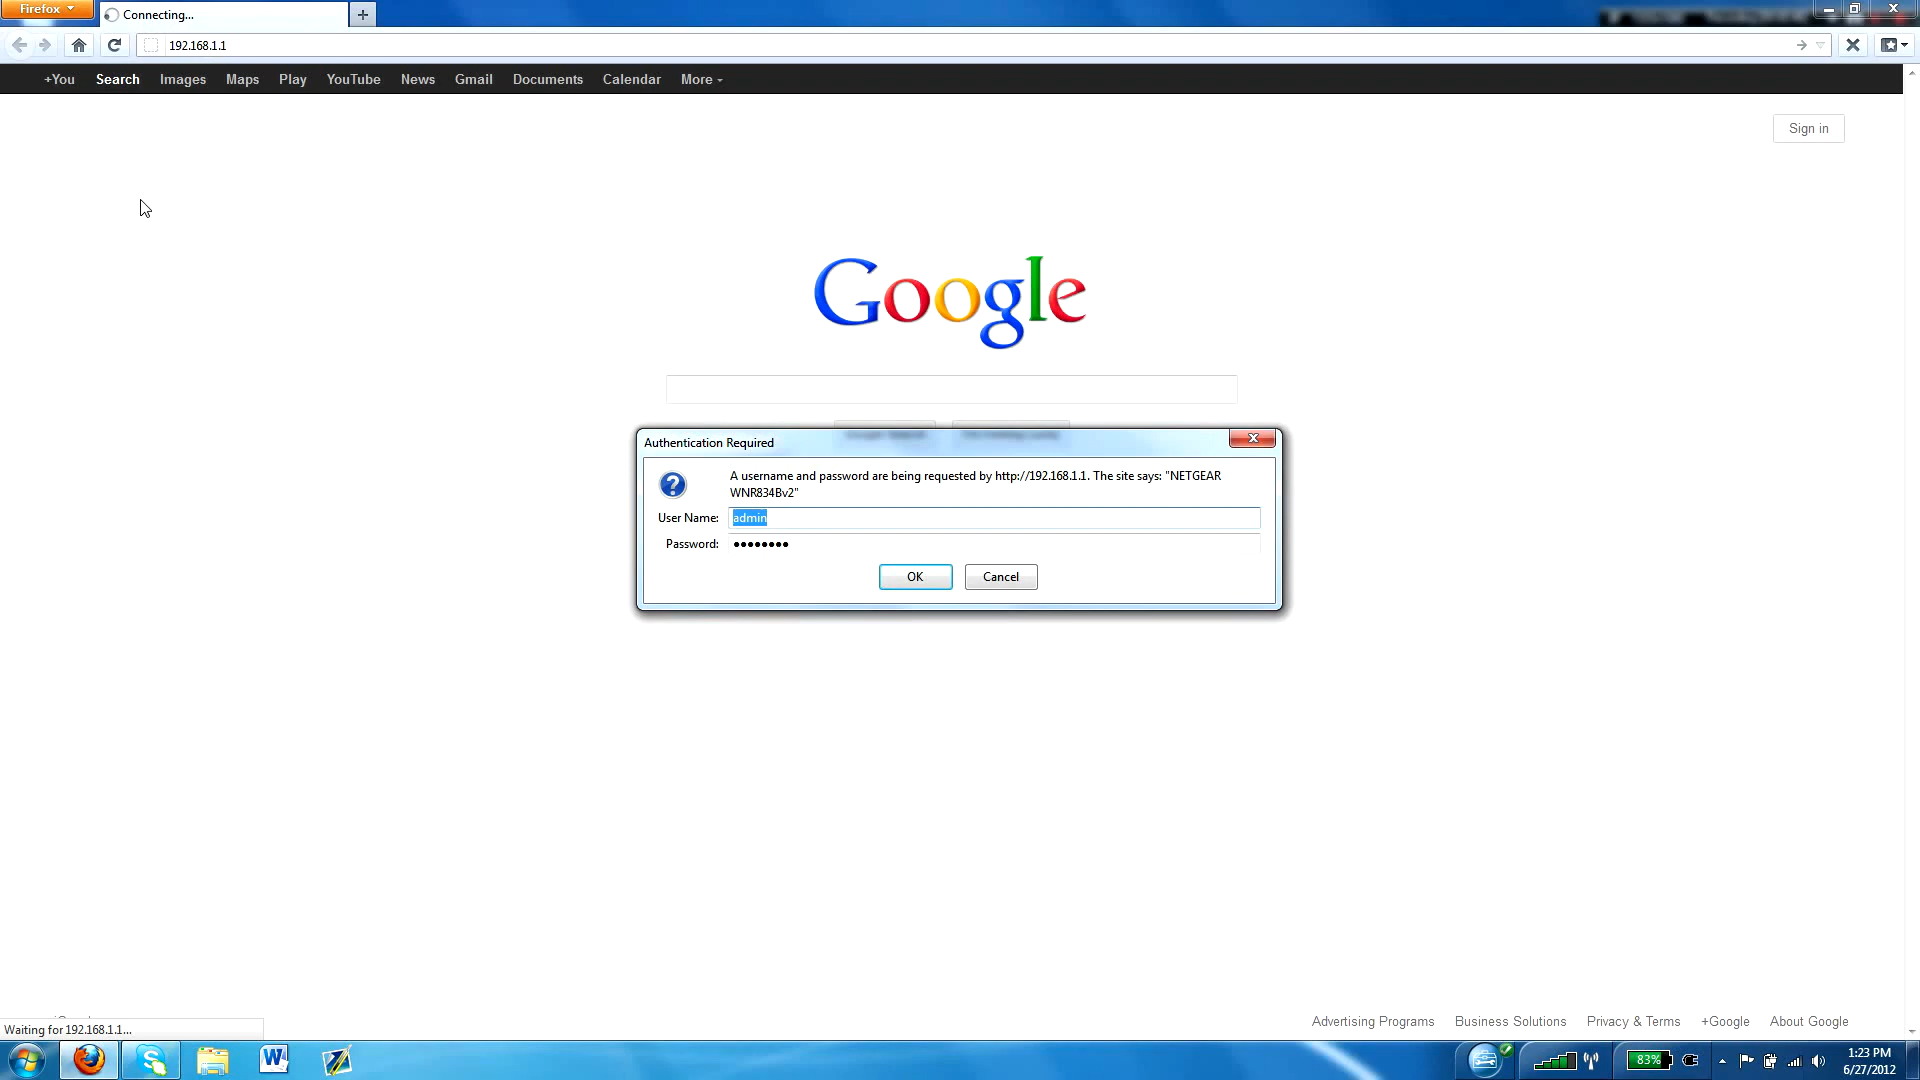 Firefox
Connecting...
192.168.1.1
+You Search Images Maps Play YouTube News Gmail Documents Calendar More
Sign in
Google
Authentication Required
A username and password are being requested by http://192.168.1.1. The site says: "NETGEAR
WNR834Bv2"
User Name: admin
Password: ••••••••
OK Cancel
Advertising Programs Business Solutions Privacy & Terms +Google About Google
Waiting for 192.168.1.1...
83%
1:23 PM
6/27/2012